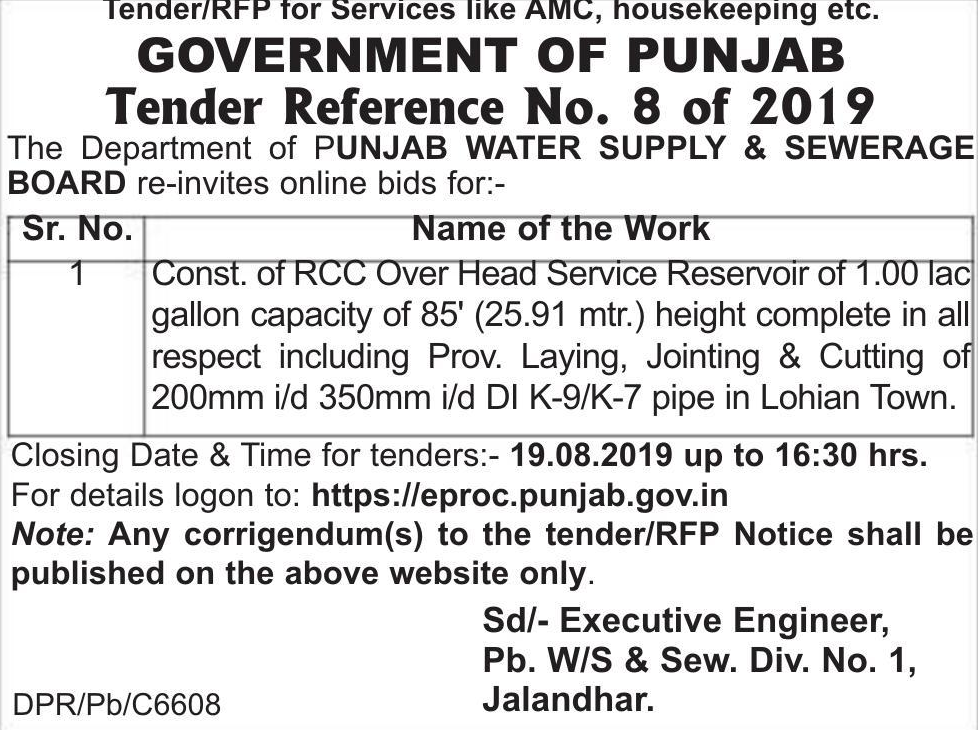 Tender/RFP for Services like AMC, housekeeping etc.
GOVERNMENT OF PUNJAB
Tender Reference No. 8 of 2019
The Department of PUNJAB WATER SUPPLY & SEWERAGE
BOARD re-invites online bids for:-
Sr. No. Name of the Work
1 Const. of RCC Over Head Service Reservoir of 1.00 lac
gallon capacity of 85' (25.91 mtr.) height complete in all
respect including Prov. Laying, Jointing & Cutting of
200mm i/d 350mm i/d DI K-9/K-7 pipe in Lohian Town.
Closing Date & Time for tenders:- 19.08.2019 up to 16:30 hrs.
For details logon to: https://eproc.punjab.gov.in
Note: Any corrigendum(s) to the tender/RFP Notice shall be
published on the above website only.
Sd/- Executive Engineer,
Pb. W/S & Sew. Div. No. 1,
Jalandhar.
DPR/Pb/C6608